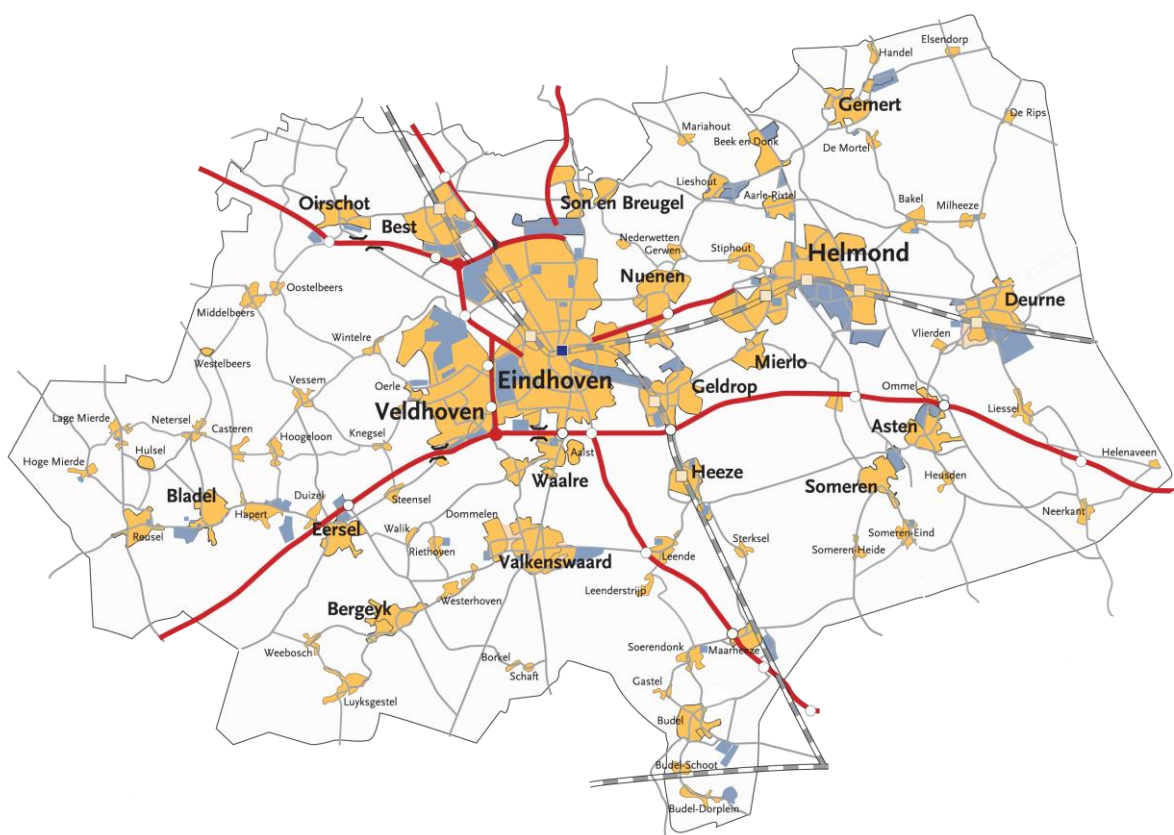 Elsendorp
Handel
Gemert
De Rips
Mariahout
Beek en Donk
De Mortel
Lieshout
Aarle-Rixtel
Bakel
Milheeze
Oirschot
Best
Son en Breugel
Nederwetten
Gerwen
Stiphout
Helmond
Nuenen
Deurne
Oostelbeers
Middelbeers
Wintelre
Vlierden
Westelbeers
Mierlo
Vessem
Oerle
Eindhoven
Geldrop
Ommel
Veldhoven
Liessel
Lage Mierde
Netersel
Casteren
Hoogeloon
Knegsel
Asten
Hulsel
Aalst
Helenaveen
Hoge Mierde
Heeze
Waalre
Heusden
Someren
Bladel
Duizel
Steensel
Hapert
Dommelen
Neerkant
Eersel
Walik
Reusel
Riethoven
Someren-Eind
Valkenswaard
Leende
Sterksel
Someren-Heide
Leenderstrijp
Westerhoven
Bergeyk
Weebosch
Soerendonk
Maarheeze
Borkel
Schaft
Gastel
Luyksgestel
Budel
Budel-Schoot
Budel-Dorplein